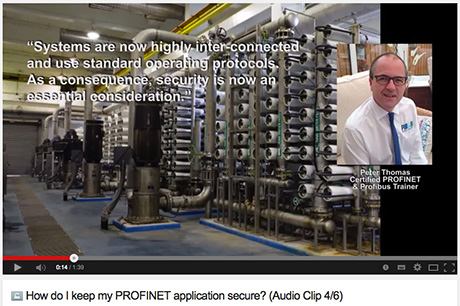 “Systems are now highly inter-connected
and use standard operating protocols.
As a consequence, security is now an
essential consideration.”
Peter Thomas
Certified PROFINET
& Profibus Trainer
0:14 / 1:39
How do I keep my PROFINET application secure? (Audio Clip 4/6)